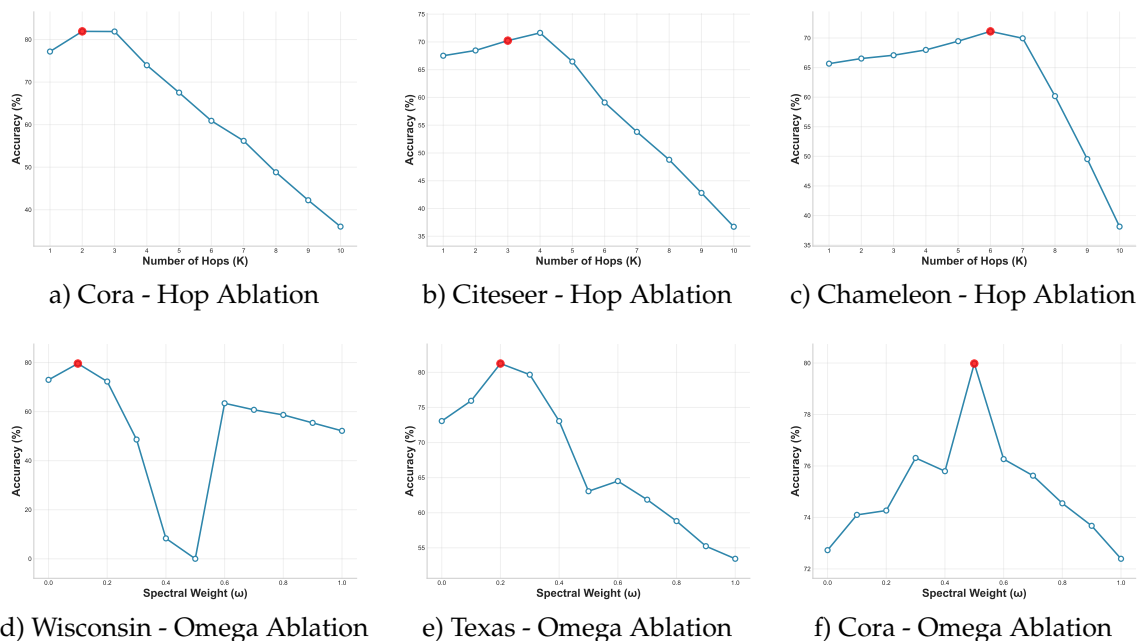 80
70
60
50
40
Accuracy (%)
1 2 3 4 5 6 7 8 9 10
Number of Hops (K)
a) Cora - Hop Ablation
75
70
65
60
55
50
45
40
35
Accuracy (%)
1 2 3 4 5 6 7 8 9 10
Number of Hops (K)
b) Citeseer - Hop Ablation
70
65
60
55
50
45
40
35
Accuracy (%)
1 2 3 4 5 6 7 8 9 10
Number of Hops (K)
c) Chameleon - Hop Ablation
80
60
40
20
0
Accuracy (%)
0.0 0.2 0.4 0.6 0.8 1.0
Spectral Weight (ω)
d) Wisconsin - Omega Ablation
80
75
70
65
60
55
Accuracy (%)
0.0 0.2 0.4 0.6 0.8 1.0
Spectral Weight (ω)
e) Texas - Omega Ablation
80
78
76
74
72
Accuracy (%)
0.0 0.2 0.4 0.6 0.8 1.0
Spectral Weight (ω)
f) Cora - Omega Ablation